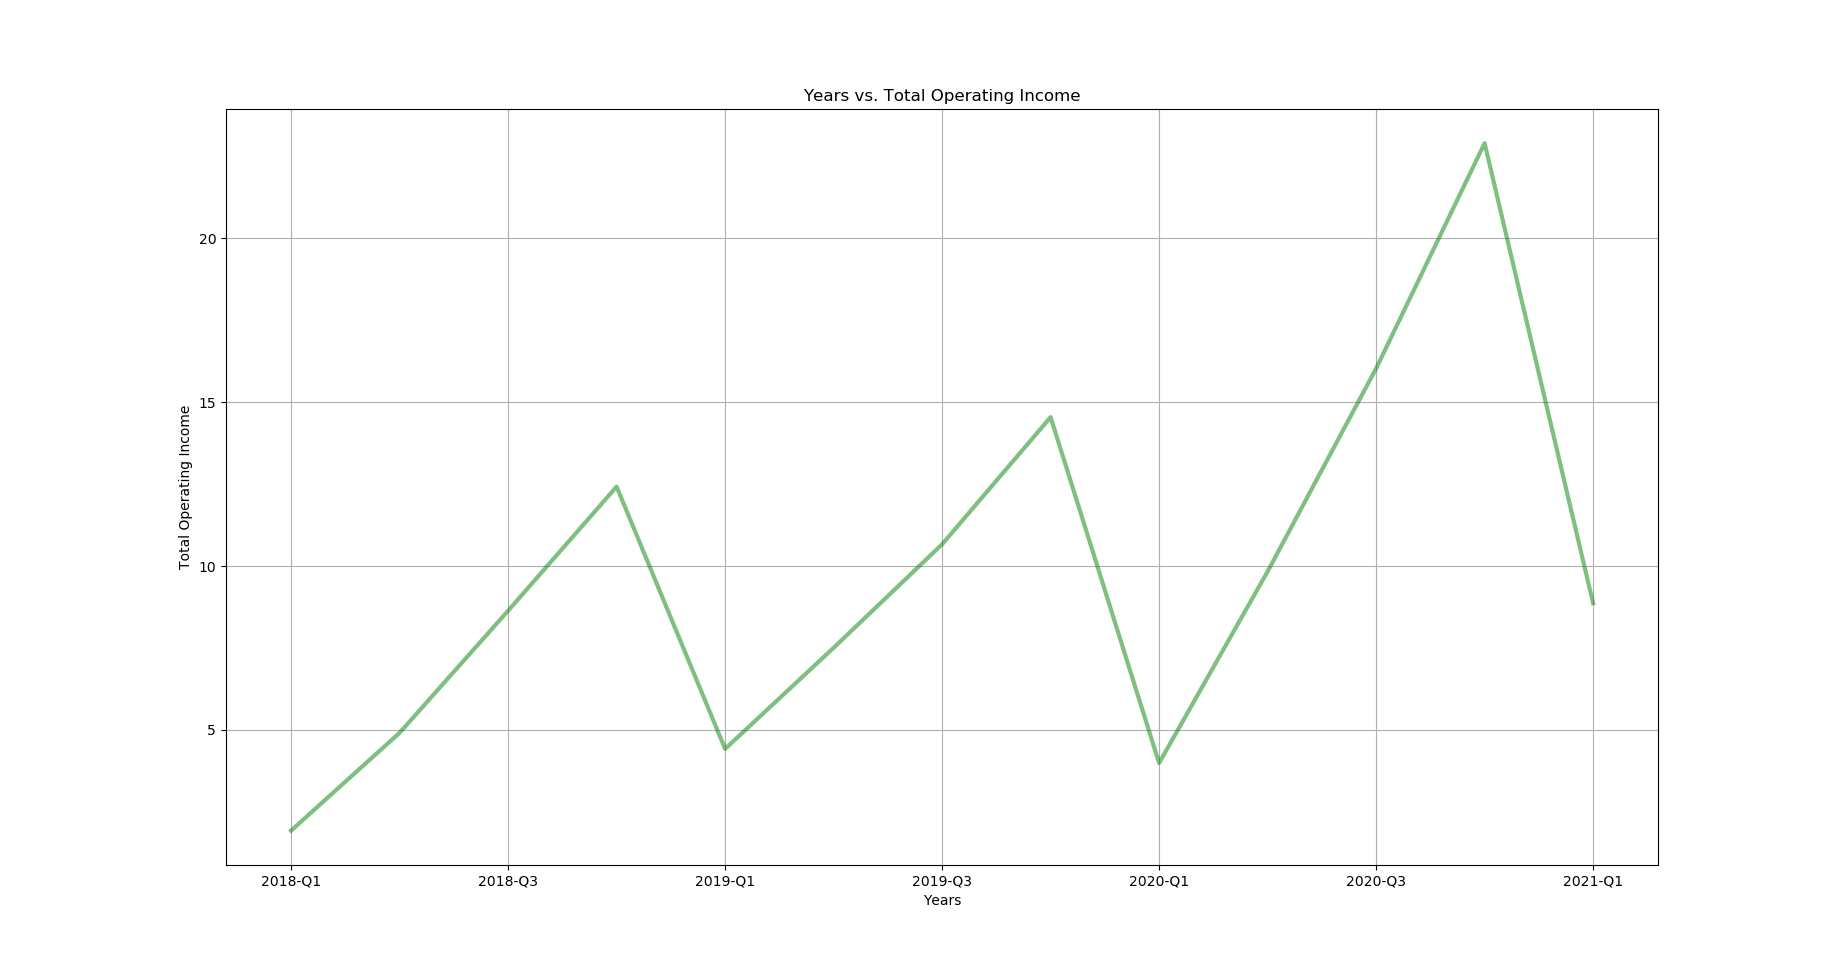 Years vs. Total Operating Income
Total Operating Income
20
15
10
5
2018-Q1 2018-Q3 2019-Q1 2019-Q3 2020-Q1 2020-Q3 2021-Q1
Years